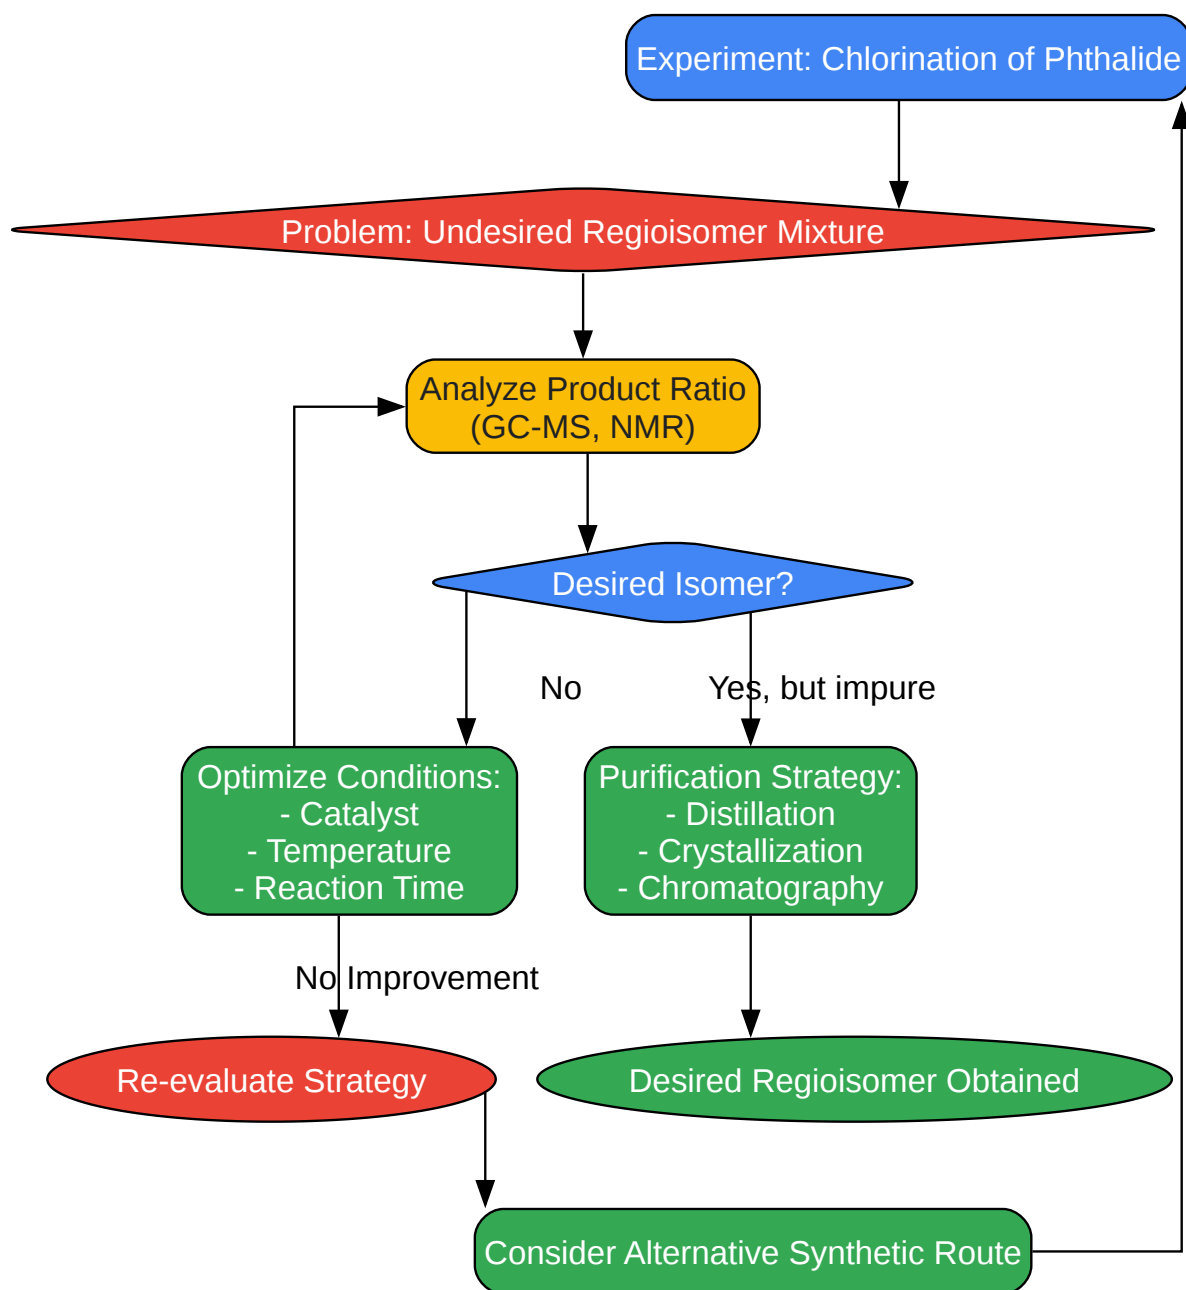 Experiment: Chlorination of Phthalide
Problem: Undesired Regioisomer Mixture
Analyze Product Ratio
(GC-MS, NMR)
Desired Isomer?
No
Yes, but impure
Optimize Conditions:
- Catalyst
- Temperature
- Reaction Time
Purification Strategy:
- Distillation
- Crystallization
- Chromatography
No Improvement
Re-evaluate Strategy
Desired Regioisomer Obtained
Consider Alternative Synthetic Route